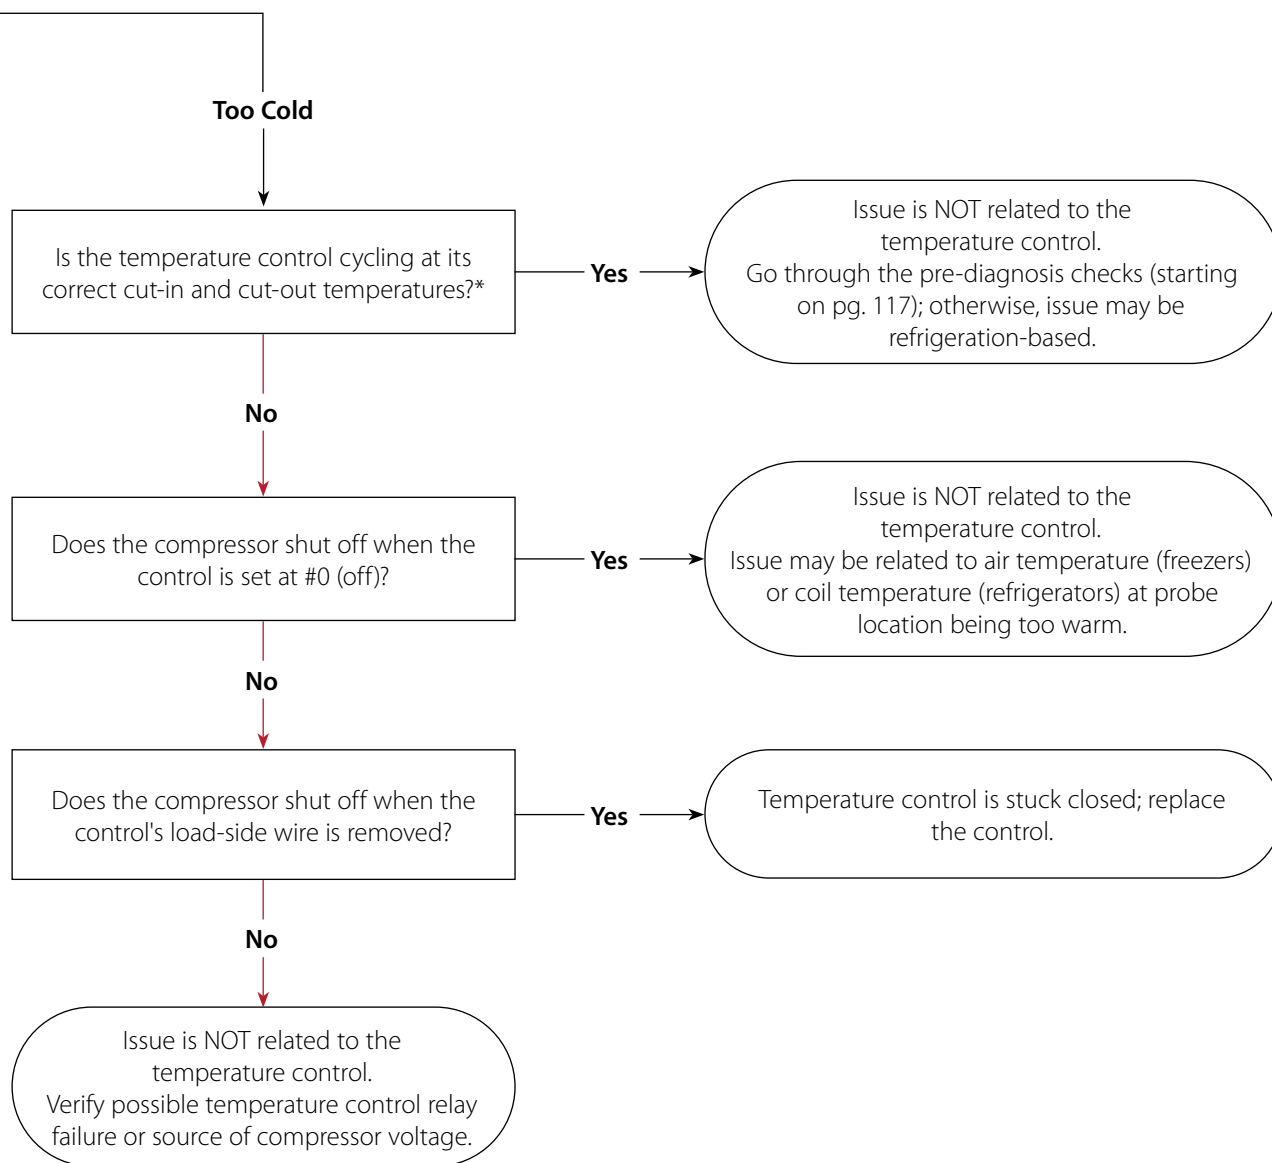 Too Cold
Is the temperature control cycling at its
correct cut-in and cut-out temperatures?*
Yes
Issue is NOT related to the
temperature control.
Go through the pre-diagnosis checks (starting
on pg. 117); otherwise, issue may be
refrigeration-based.
No
Does the compressor shut off when the
control is set at #0 (off)?
Yes
Issue is NOT related to the
temperature control.
Issue may be related to air temperature (freezers)
or coil temperature (refrigerators) at probe
location being too warm.
No
Does the compressor shut off when the
control's load-side wire is removed?
Yes
Temperature control is stuck closed; replace
the control.
No
Issue is NOT related to the
temperature control.
Verify possible temperature control relay
failure or source of compressor voltage.